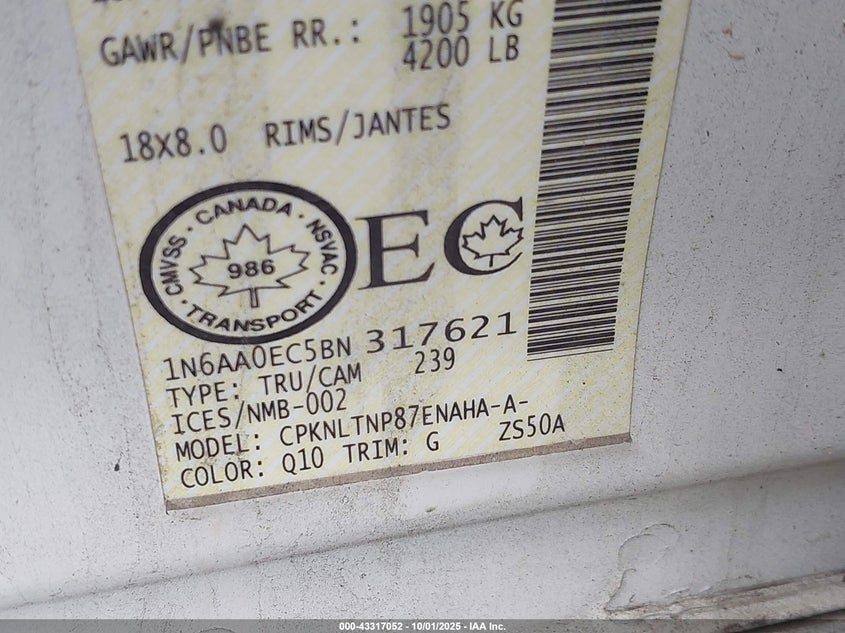 GAWR/PNBE RR.: 1905 KG
4200 LB
18X8.0 RIMS/JANTES
CMVSS · CANADA · NSVAC · TRANSPORT ·
986
EC
1N6AA0EC5BN 317621
TYPE: TRU/CAM 239
ICES/NMB-002
MODEL: CPKNLTNP87ENAHA-A-
COLOR: Q10 TRIM: G ZS50A
000-43317052 - 10/01/2025 - IAA Inc.